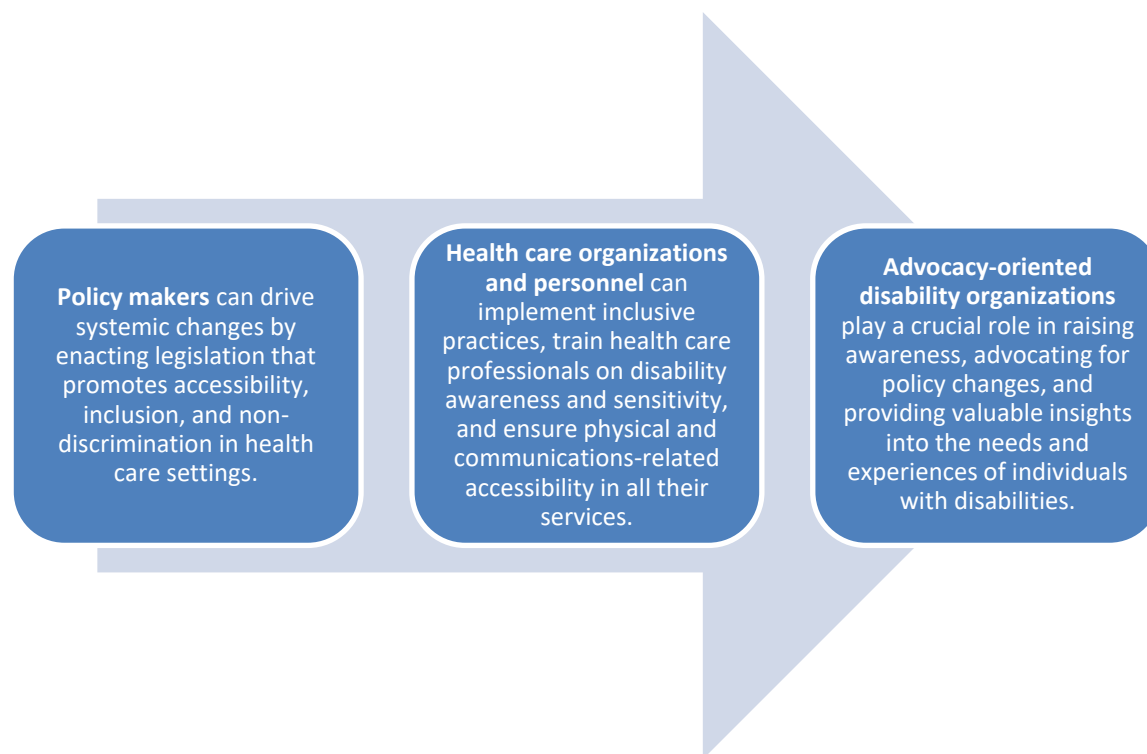 Policy makers can drive
systemic changes by
enacting legislation that
promotes accessibility,
inclusion, and non-
discrimination in health
care settings.
Health care organizations
and personnel can
implement inclusive
practices, train health care
professionals on disability
awareness and sensitivity,
and ensure physical and
communications-related
accessibility in all their
services.
Advocacy-oriented
disability organizations
play a crucial role in raising
awareness, advocating for
policy changes, and
providing valuable insights
into the needs and
experiences of individuals
with disabilities.